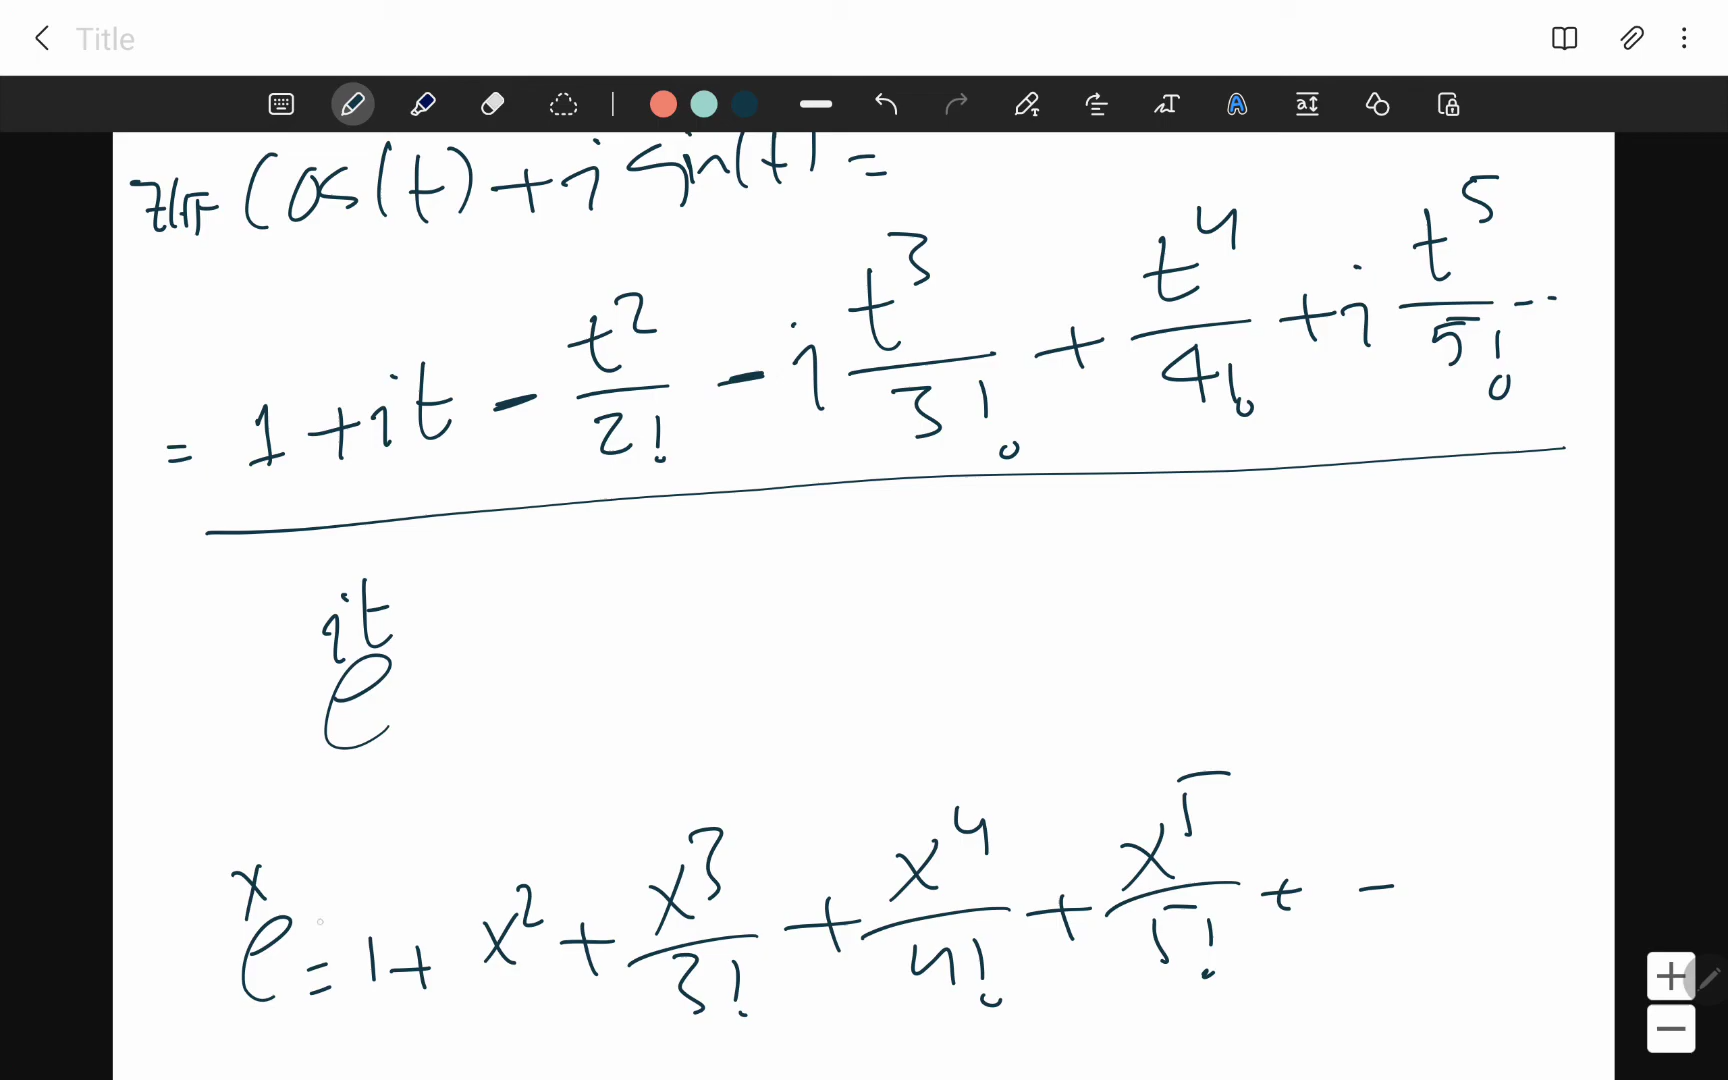 Title
Cos(t) + i sin(t) =
= 1 + it - t²/2! - i t³/3! + t⁴/4! + i t⁵/5! ...
e^it
e^x = 1 + x² + x³/3! + x⁴/4! + x⁵/5! + -